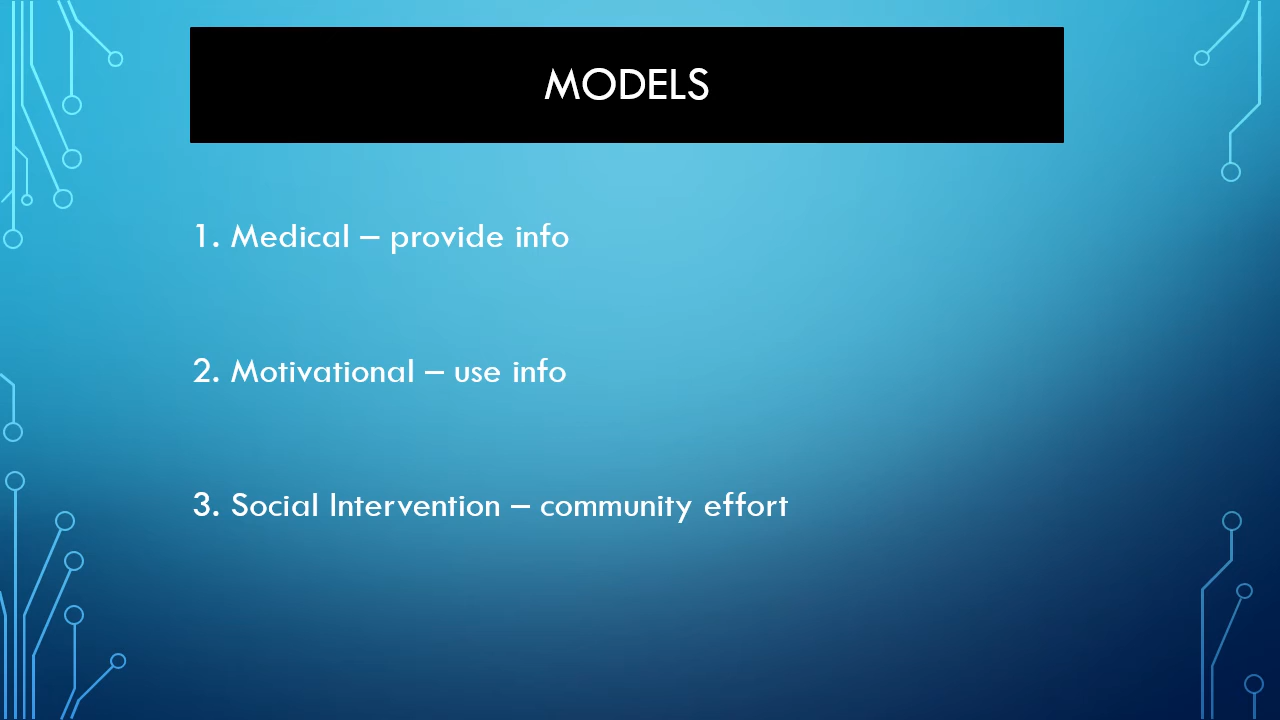 MODELS
1. Medical – provide info
2. Motivational – use info
3. Social Intervention – community effort